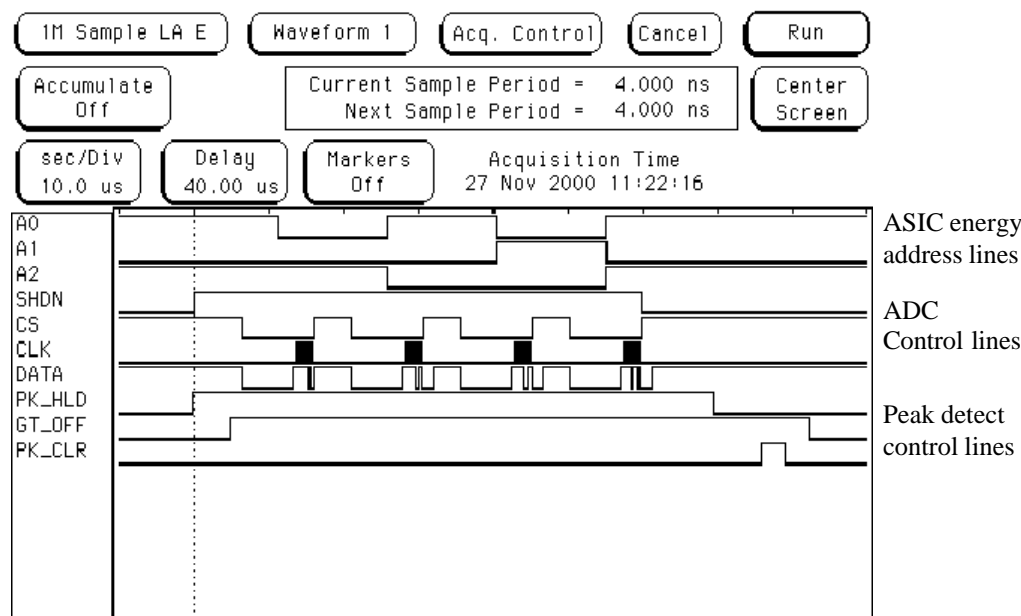 1M Sample LA E
Waveform 1
Acq. Control
Cancel
Run
Accumulate
Off
Current Sample Period = 4.000 ns
Next Sample Period = 4.000 ns
Center
Screen
sec/Div
10.0 us
Delay
40.00 us
Markers
Off
Acquisition Time
27 Nov 2000 11:22:16
A0
A1
A2
SHDN
CS
CLK
DATA
PK_HLD
GT_OFF
PK_CLR
ASIC energy
address lines
ADC
Control lines
Peak detect
control lines